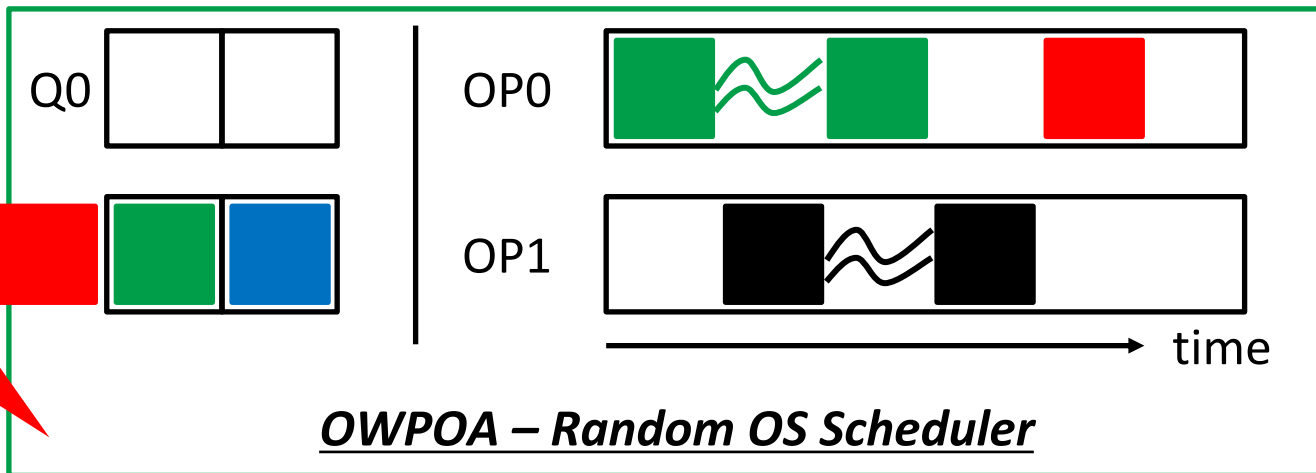 Q0
OP0
OP1
time
OWPOA – Random OS Scheduler